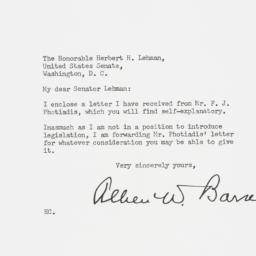 The Honorable Herbert H. Lehman,
United States Senate,
Washington, D. C.
My dear Senator Lehman:
I enclose a letter I have received from Mr. F. J.
Photiadis, which you will find self-explanatory.
Inasmuch as I am not in a position to introduce
legislation, I am forwarding Mr. Photiadis' letter
for whatever consideration you may be able to give
it.
Very sincerely yours,
Alben W. Bar